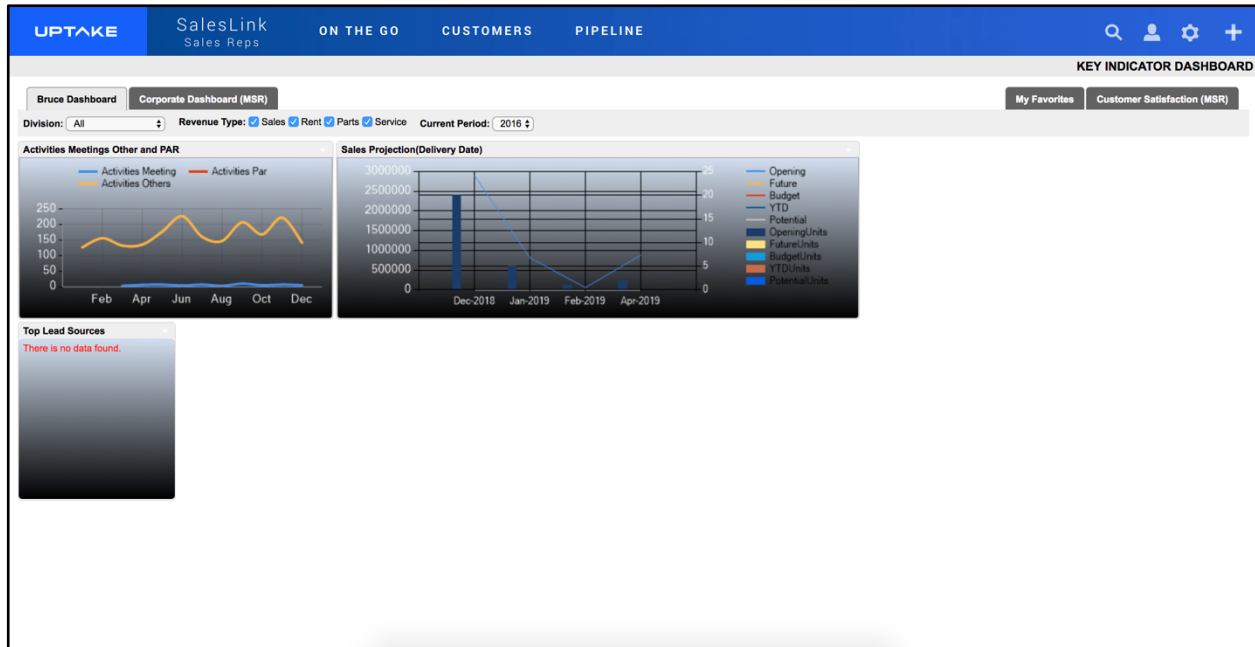 UPTAKE
SalesLink
Sales Reps
ON THE GO
CUSTOMERS
PIPELINE
KEY INDICATOR DASHBOARD
Bruce Dashboard
Corporate Dashboard (MSR)
My Favorites
Customer Satisfaction (MSR)
Division: All
Revenue Type: Sales Rent Parts Service
Current Period: 2016
Activities Meetings Other and PAR
Activities Meeting
Activities Par
Activities Others
250
200
150
100
50
0
Feb Apr Jun Aug Oct Dec
Sales Projection(Delivery Date)
3000000
2500000
2000000
1500000
1000000
500000
0
25
20
15
10
5
0
Dec-2018 Jan-2019 Feb-2019 Apr-2019
Opening
Future
Budget
YTD
Potential
OpeningUnits
FutureUnits
BudgetUnits
YTDUnits
PotentialUnits
Top Lead Sources
There is no data found.